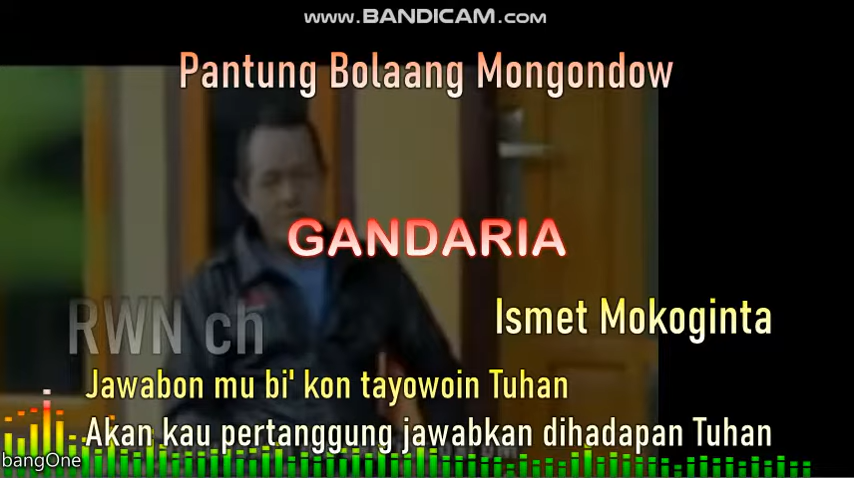 www.BANDICAM.com
Pantung Bolaang Mongondow
GANDARIA
RWN ch
Ismet Mokoginta
Jawabon mu bi' kon tayowoin Tuhan
Akan kau pertanggung jawabkan dihadapan Tuhan
bangOne